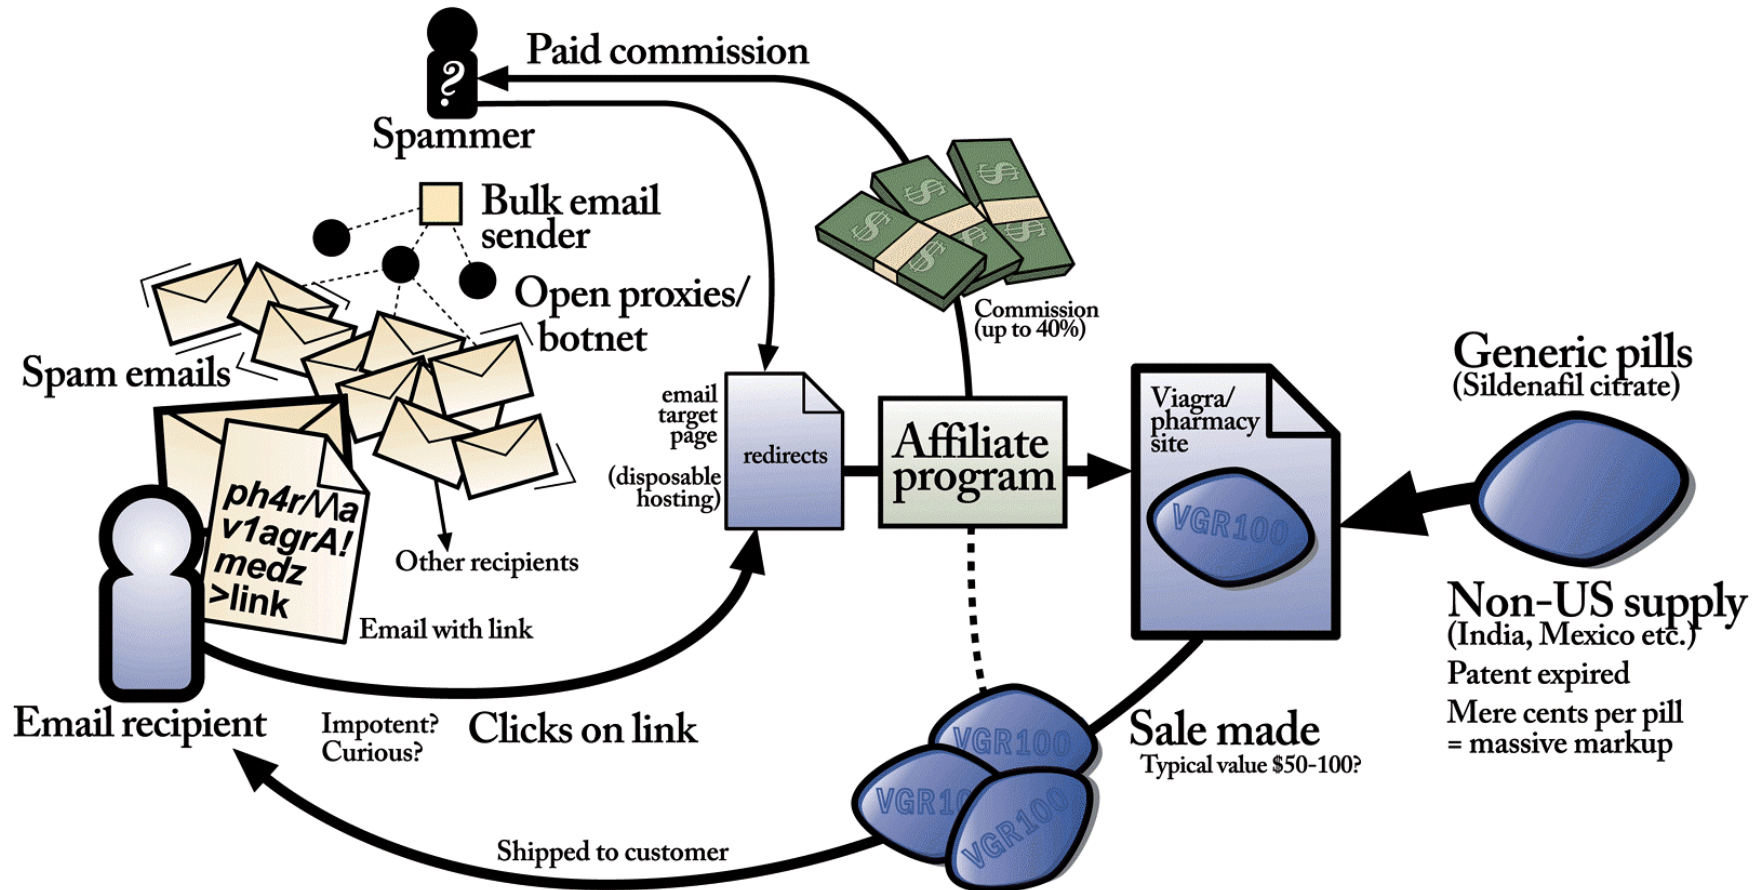 Paid commission
?
Spammer
Bulk email
sender
Open proxies/
botnet
Spam emails
ph4r/\/\a
v1agrA!
medz
>link
Other recipients
Email with link
Email recipient
Impotent?
Curious?
Clicks on link
email
target
page
(disposable
hosting)
redirects
$
$
$
$
$
$
Commission
(up to 40%)
Affiliate
program
Viagra/
pharmacy
site
VGR100
Generic pills
(Sildenafil citrate)
Non-US supply
(India, Mexico etc.)
Patent expired
Mere cents per pill
= massive markup
Sale made
Typical value $50-100?
VGR100
VGR10
VGR100
Shipped to customer